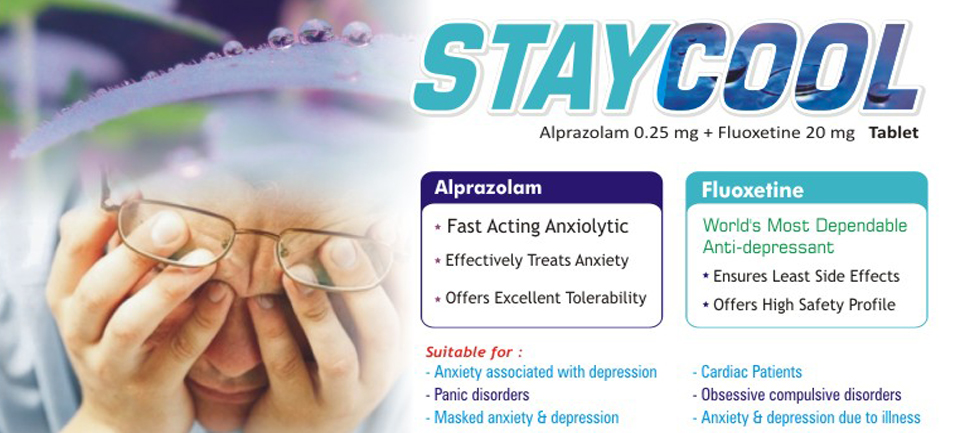 STAYCOOL
Alprazolam 0.25 mg + Fluoxetine 20 mg Tablet
Alprazolam
* Fast Acting Anxiolytic
* Effectively Treats Anxiety
* Offers Excellent Tolerability
Fluoxetine
World's Most Dependable
Anti-depressant
* Ensures Least Side Effects
* Offers High Safety Profile
Suitable for :
- Anxiety associated with depression
- Panic disorders
- Masked anxiety & depression
- Cardiac Patients
- Obsessive compulsive disorders
- Anxiety & depression due to illness